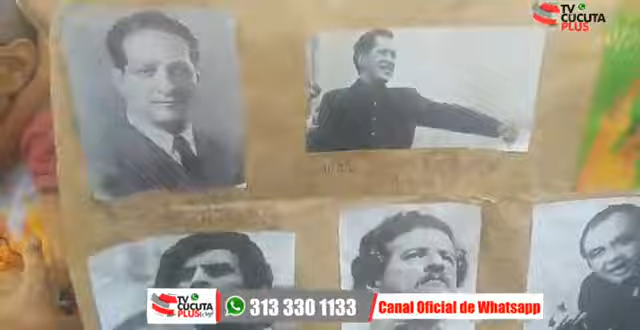 TV
CUCUTA
PLUS
TV
CUCUTA
PLUS
313 330 1133
Canal Oficial de Whatsapp